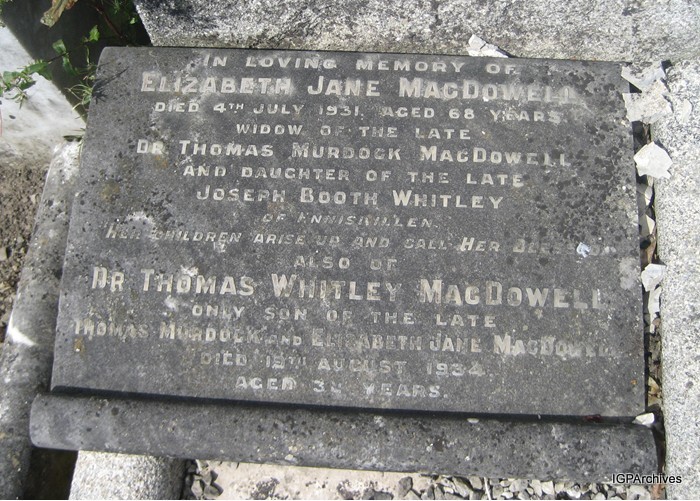 IN LOVING MEMORY OF
ELIZABETH JANE MACDOWELL
DIED 4TH JULY 1931, AGED 68 YEARS.
WIDOW OF THE LATE
DR THOMAS MURDOCK MACDOWELL
AND DAUGHTER OF THE LATE
JOSEPH BOOTH WHITLEY
OF ENNISKILLEN.
HER CHILDREN ARISE UP AND CALL HER BLESSED
ALSO OF
DR THOMAS WHITLEY MACDOWELL
ONLY SON OF THE LATE
THOMAS MURDOCK AND ELIZABETH JANE MACDOWELL
DIED AUGUST 1934.
AGED YEARS.
IGPArchives